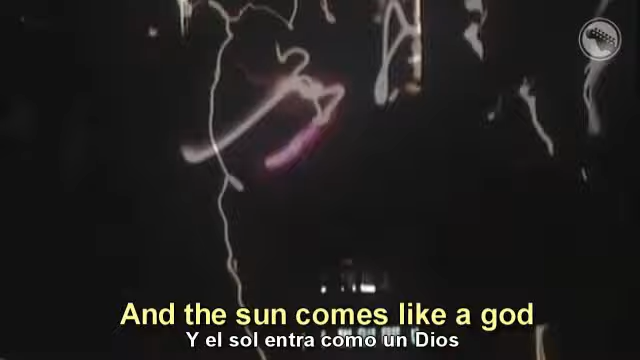 And the sun comes like a god
Y el sol entra como un Dios